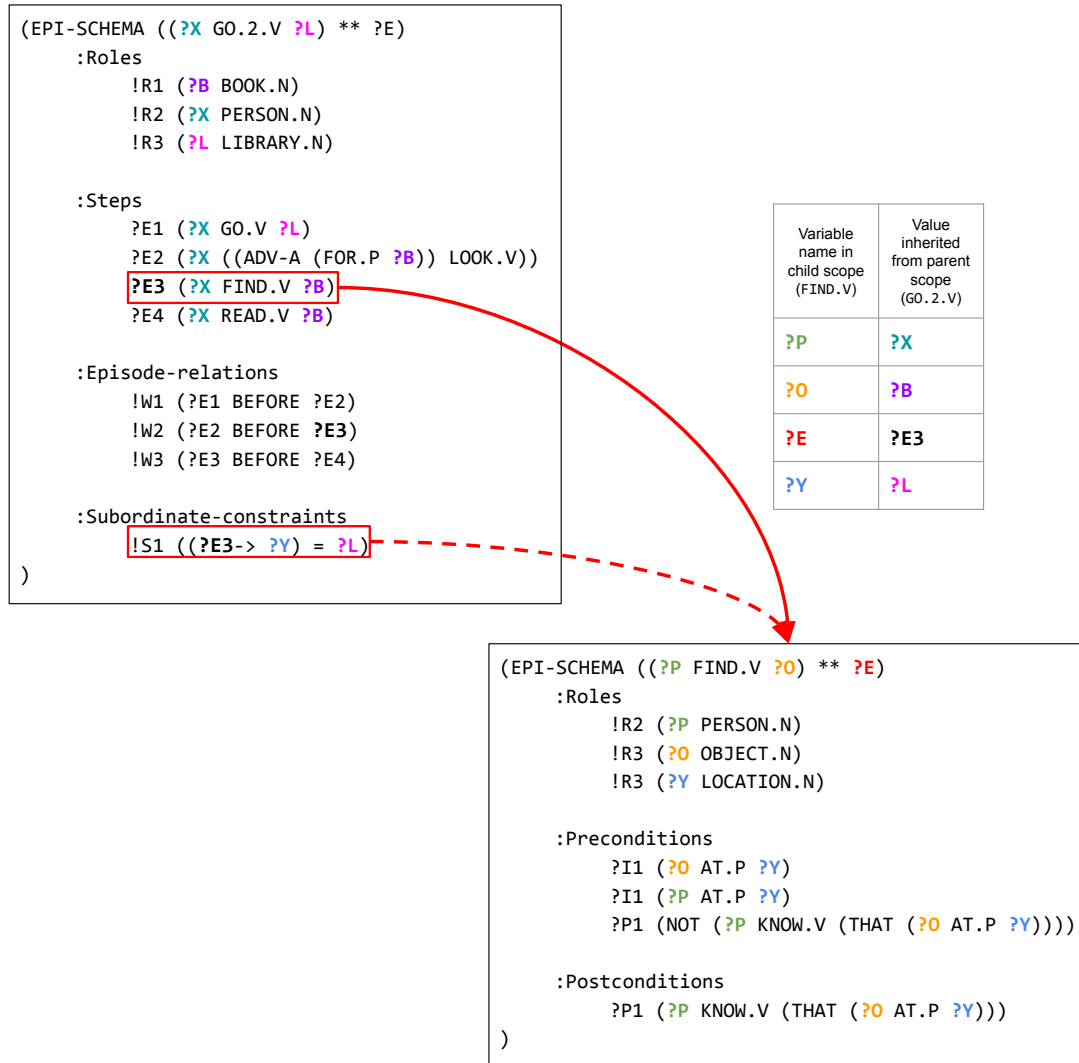 (EPI-SCHEMA ((?X GO.2.V ?L) ** ?E)
:Roles
!R1 (?B BOOK.N)
!R2 (?X PERSON.N)
!R3 (?L LIBRARY.N)
:Steps
?E1 (?X GO.V ?L)
?E2 (?X ((ADV-A (FOR.P ?B)) LOOK.V))
?E3 (?X FIND.V ?B)
?E4 (?X READ.V ?B)
:Episode-relations
!W1 (?E1 BEFORE ?E2)
!W2 (?E2 BEFORE ?E3)
!W3 (?E3 BEFORE ?E4)
:Subordinate-constraints
!S1 ((?E3-> ?Y) = ?L)
)
Variable
name in
child scope
(FIND.V)
Value
inherited
from parent
scope
(GO.2.V)
?P ?X
?O ?B
?E ?E3
?Y ?L
(EPI-SCHEMA ((?P FIND.V ?O) ** ?E)
:Roles
!R2 (?P PERSON.N)
!R3 (?O OBJECT.N)
!R3 (?Y LOCATION.N)
:Preconditions
?I1 (?O AT.P ?Y)
?I1 (?P AT.P ?Y)
?P1 (NOT (?P KNOW.V (THAT (?O AT.P ?Y))))
:Postconditions
?P1 (?P KNOW.V (THAT (?O AT.P ?Y)))
)